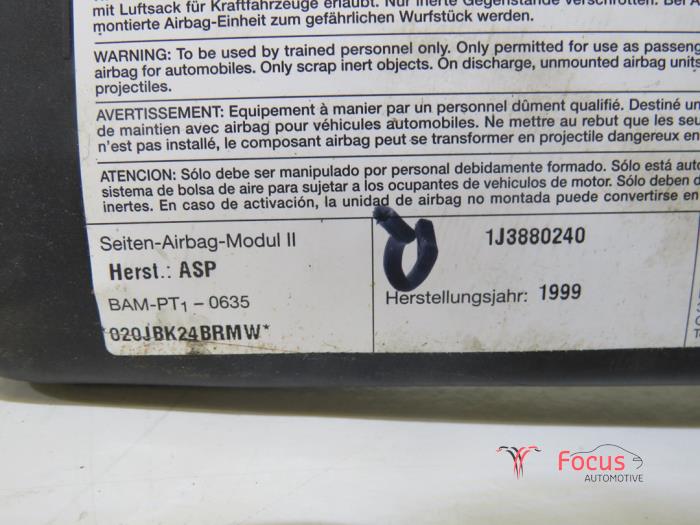 mit Luftsack für Kraftfahrzeuge erlaubt. Nur inerte Gegenstände verschrotten. Bei A
montierte Airbag-Einheit zum gefährlichen Wurfstück werden.
WARNING: To be used by trained personnel only. Only permitted for use as passeng
airbag for automobiles. Only scrap inert objects. On discharge, unmounted airbag units
projectiles.
AVERTISSEMENT: Equipement à manier par un personnel dûment qualifié. Destiné un
de maintien avec airbag pour véhicules automobiles. Ne mettre au rebut que les seu
n'est pas installé, le composant airbag peut se transformer en projectile dangereux en
ATENCION: Sólo debe ser manipulado por personal debidamente formado. Sólo está auto
sistema de bolsa de aire para sujetar a los ocupantes de vehiculos de motor. Sólo deben d
inertes. En caso de activación, la unidad de airbag no montada puede convertirse en
Seiten-Airbag-Modul II
Herst.: ASP
BAM-PT1 – 0635
*020JBK24BRMW*
1J3880240
Herstellungsjahr: 1999
Focus
AUTOMOTIVE